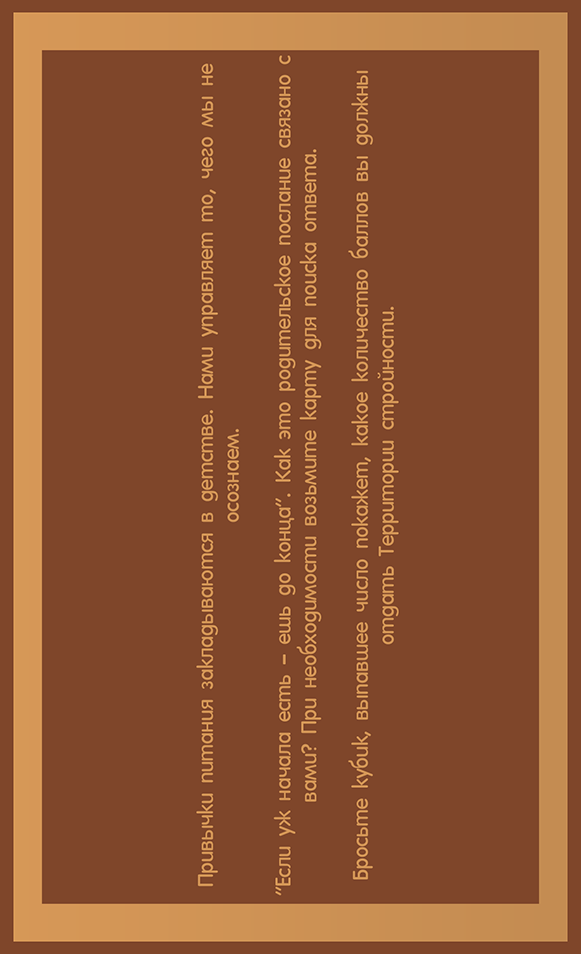 Привычки питания закладываются в детстве. Нами управляет то, чего мы не
осознаем.
“Если уж начала есть – ешь до конца”. Как это родительское послание связано с
вами? При необходимости возьмите карту для поиска ответа.
Бросьте кубик, выпавшее число покажет, какое количество баллов вы должны
отдать Территории стройности.